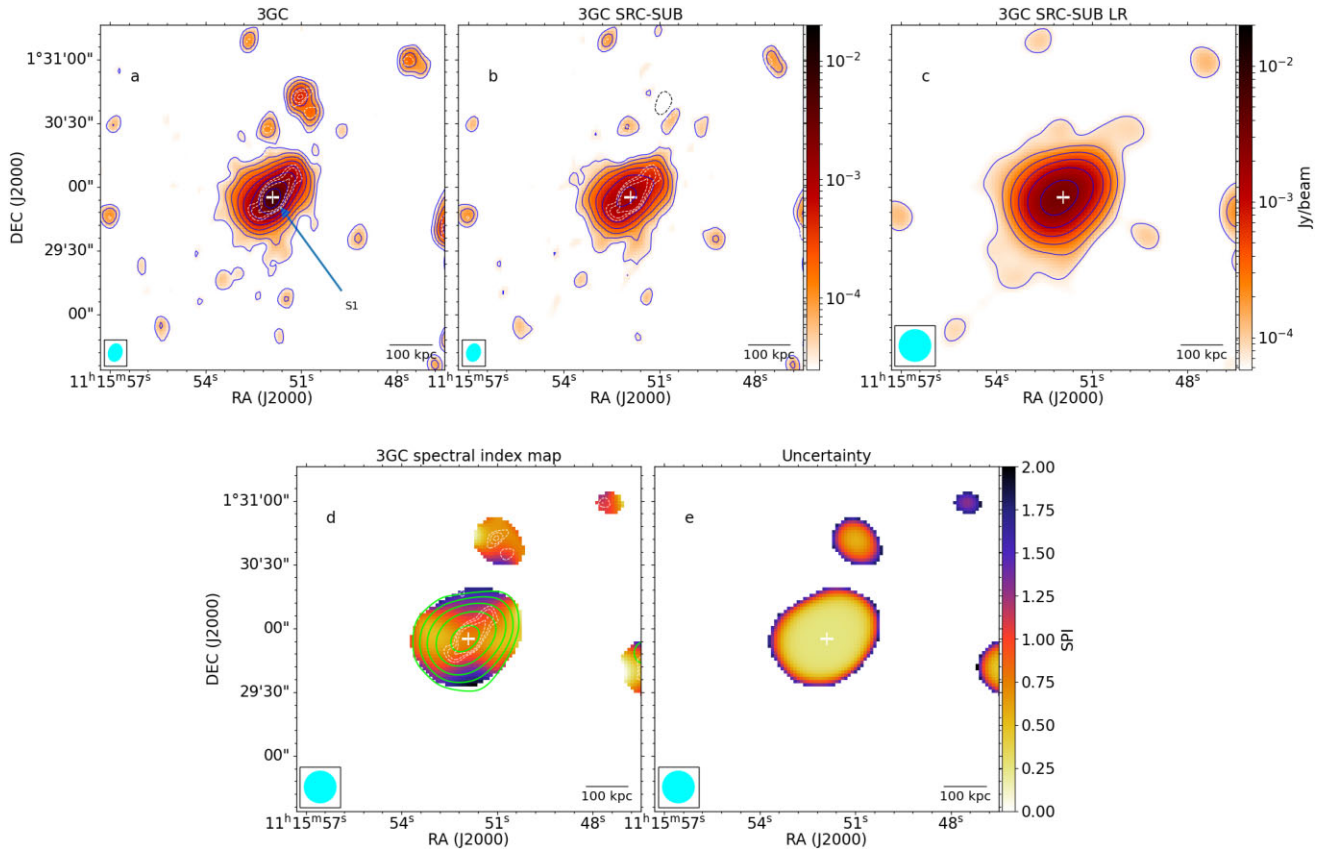 3GC
3GC SRC-SUB
3GC SRC-SUB LR
a
b
c
1°31'00"
30'30"
00"
29'30"
00"
DEC (J2000)
S1
100 kpc
100 kpc
100 kpc
10⁻²
10⁻³
10⁻⁴
10⁻²
10⁻³
10⁻⁴
Jy/beam
11ʰ15ᵐ57ˢ 54ˢ 51ˢ 48ˢ
11ʰ15ᵐ57ˢ 54ˢ 51ˢ 48ˢ
11ʰ15ᵐ57ˢ 54ˢ 51ˢ 48ˢ
RA (J2000)
RA (J2000)
RA (J2000)
3GC spectral index map
Uncertainty
d
e
1°31'00"
30'30"
00"
29'30"
00"
DEC (J2000)
100 kpc
100 kpc
2.00
1.75
1.50
1.25
1.00
0.75
0.50
0.25
0.00
SPI
11ʰ15ᵐ57ˢ 54ˢ 51ˢ 48ˢ
11ʰ15ᵐ57ˢ 54ˢ 51ˢ 48ˢ
RA (J2000)
RA (J2000)